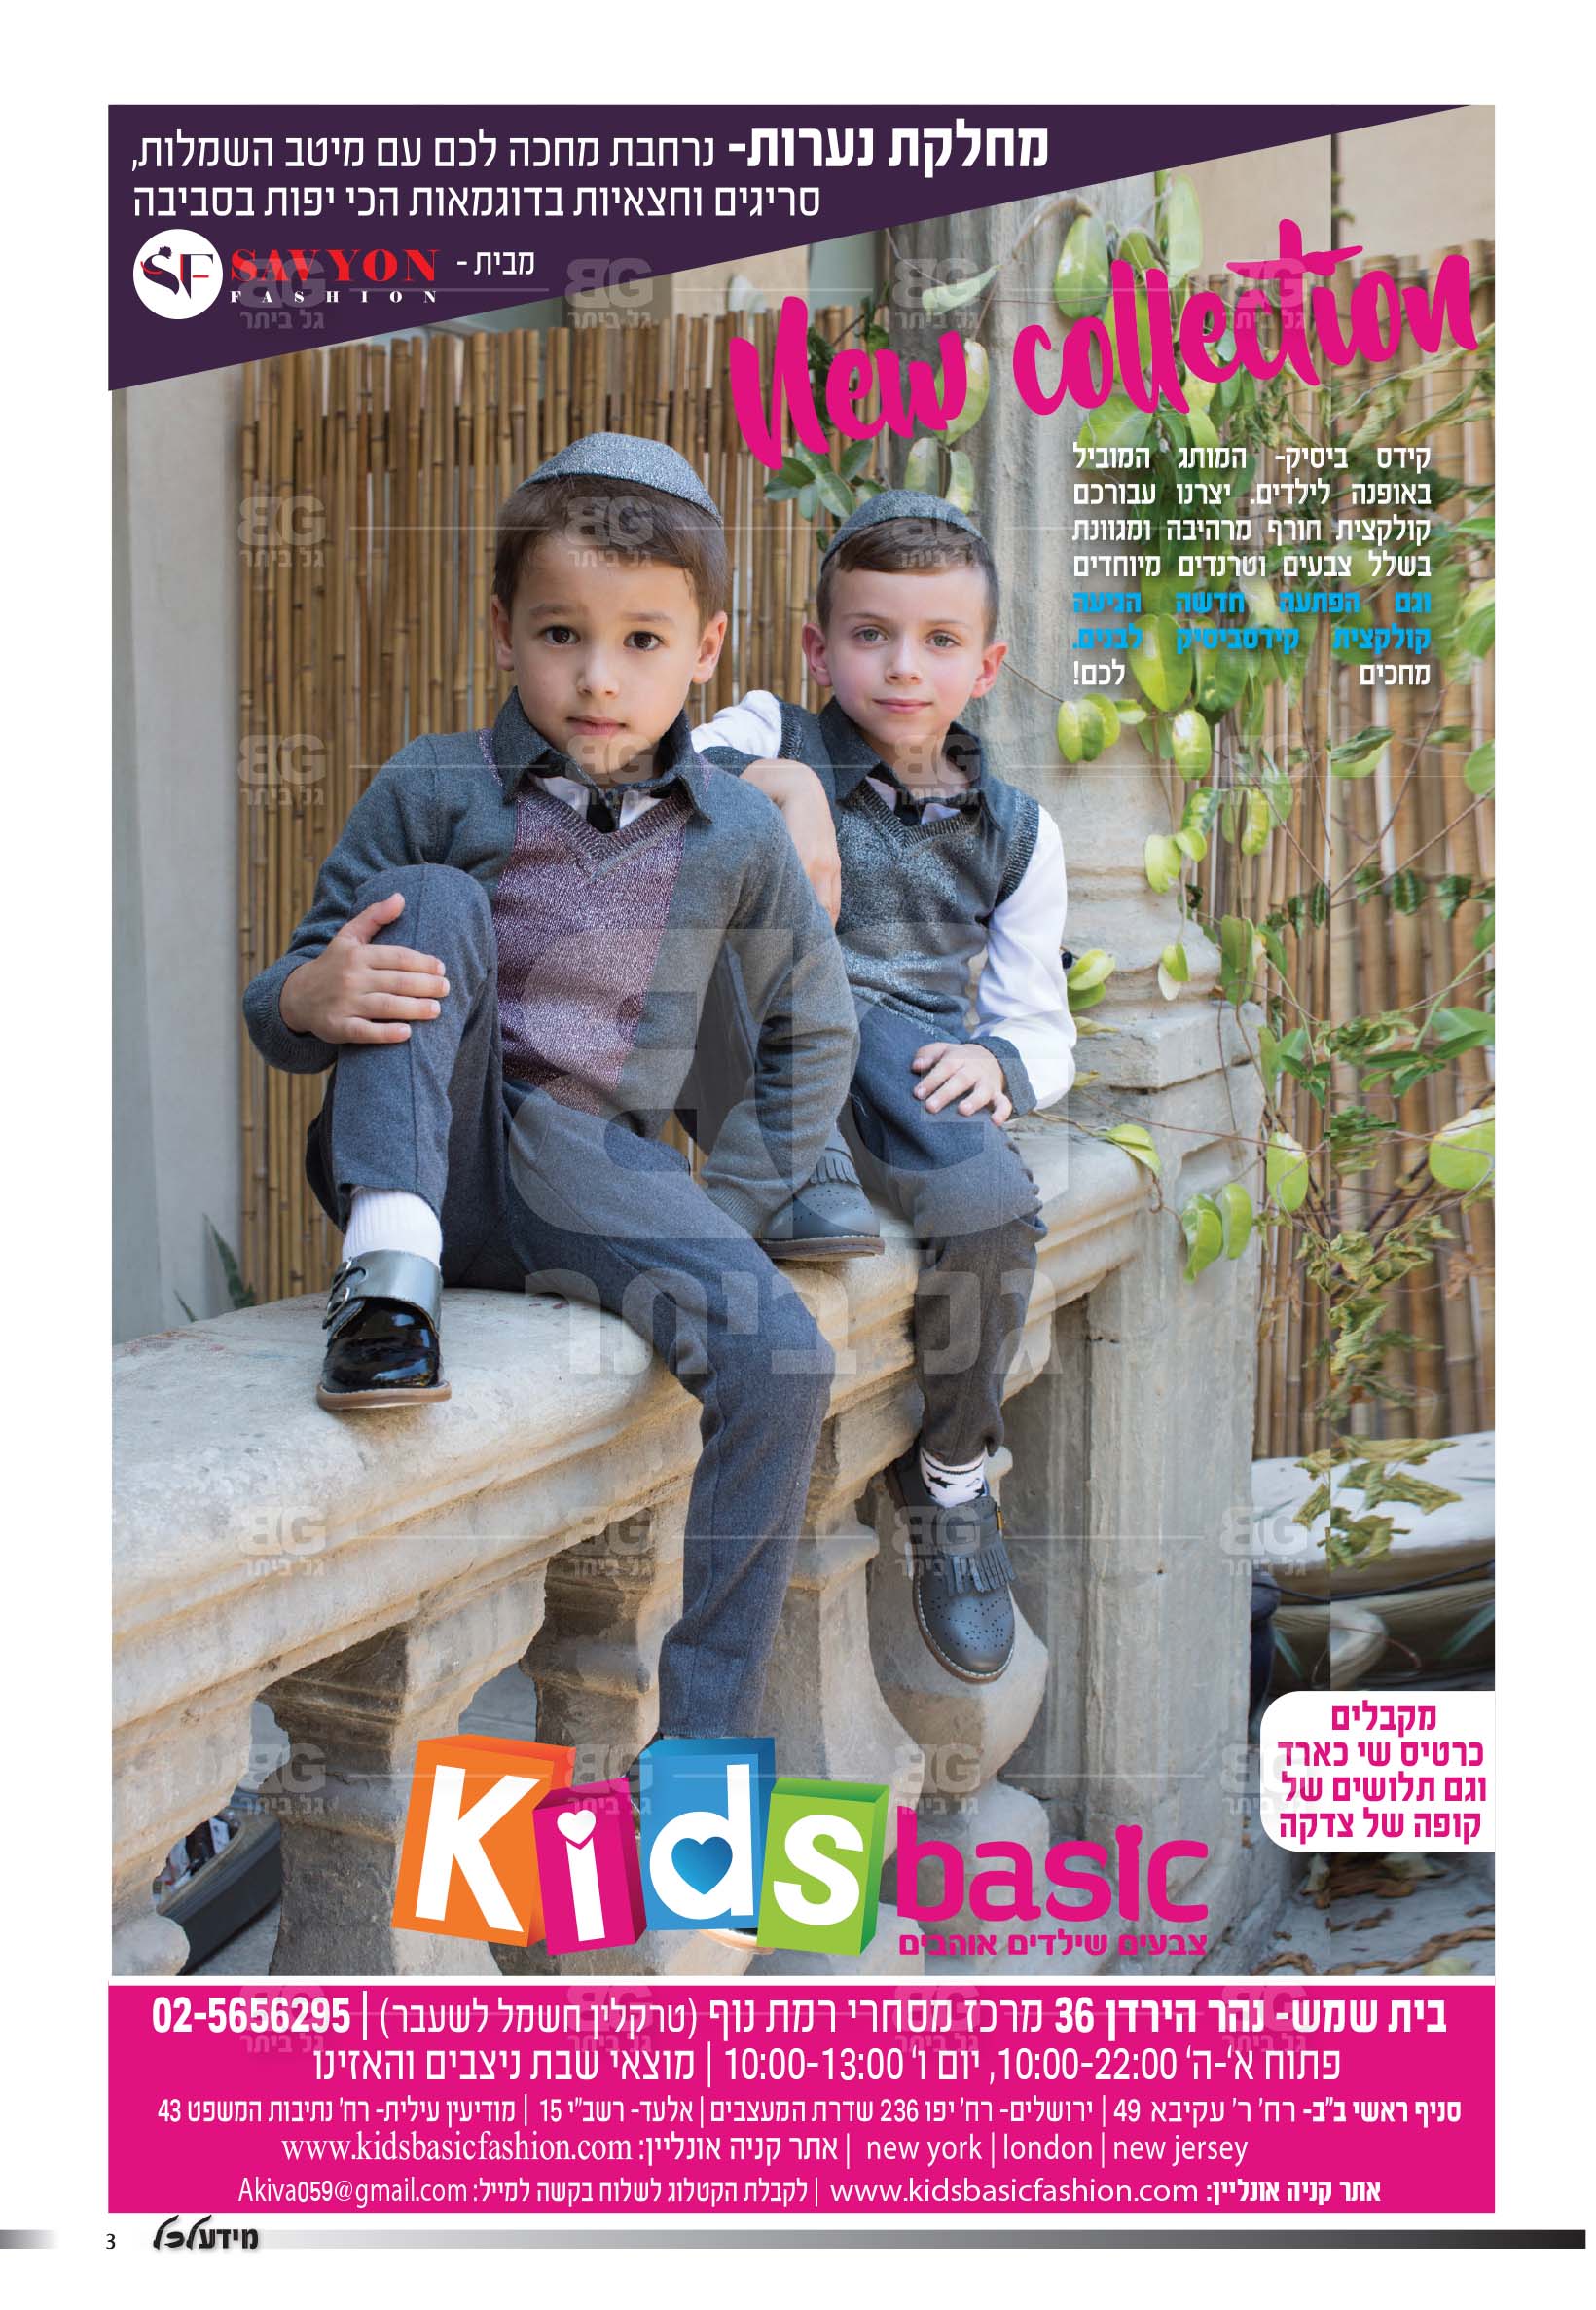 מחלקת נערות- נרחבת מחכה לכם עם מיטב השמלות,
סריגים וחצאיות בדוגמאות הכי יפות בסביבה
מבית - SAVYON
FASHION
SF
New collection
קידס ביסיק- המותג המוביל
באופנה לילדים. יצרנו עבורכם
קולקצית חורף מרהיבה ומגוונת
בשלל צבעים וטרנדים מיוחדים
וגם הפתעה חדשה הגיעה
קולקצית קידסביסיק לבנים.
מחכים לכם!
BG
גל ביתר
מקבלים
כרטיס שי כארד
וגם תלושים של
קופה של צדקה
Kids basic
צבעים שילדים אוהבים
בית שמש- נהר הירדן 36 מרכז מסחרי רמת נוף (טרקלין חשמל לשעבר) | 02-5656295
פתוח א'-ה' 10:00-22:00, יום ו' 10:00-13:00 | מוצאי שבת ניצבים והאזינו
סניף ראשי ב"ב- רח' ר' עקיבא 49 | ירושלים- רח' יפו 236 שדרת המעצבים | אלעד- רשב"י 15 | מודיעין עילית- רח' נתיבות המשפט 43
new york | london | new jersey | אתר קניה אונליין: www.kidsbasicfashion.com
אתר קניה אונליין: www.kidsbasicfashion.com | לקבלת הקטלוג לשלוח בקשה למייל: Akiva059@gmail.com
3 מידע לכל